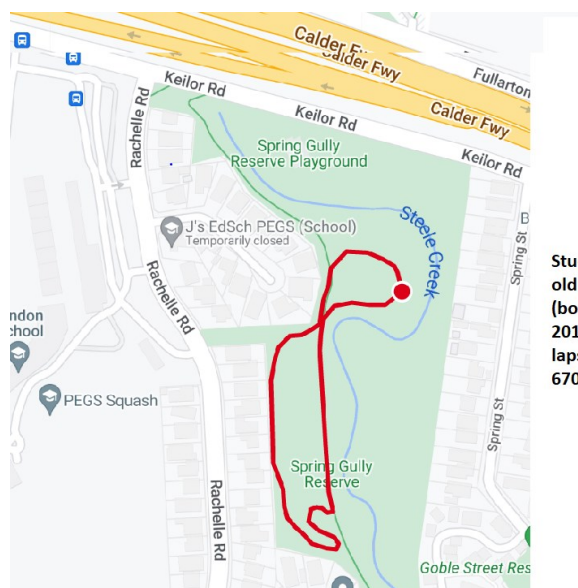 Calder Fwy
Calder Fwy
Calder Fwy
Fullarton
Keilor Rd
Keilor Rd
Keilor Rd
Rachelle Rd
Spring Gully
Reserve Playground
Steele Creek
J's EdSch PEGS (School)
Temporarily closed
Spring St
B
Stu
old
(bo
201
laps
670
Rachelle Rd
ndon
chool
PEGS Squash
Spring St
Spring Gully
Reserve
Rachelle Rd
Goble Street Res